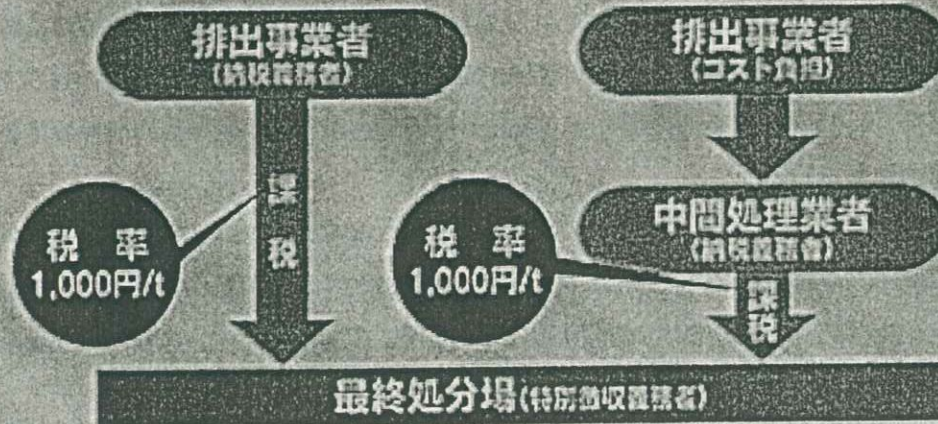 排出事業者
(納税義務者)
課税
税 率
1,000円/t
排出事業者
(コスト負担)
中間処理業者
(納税義務者)
課税
税 率
1,000円/t
最終処分場(特別徴収義務者)